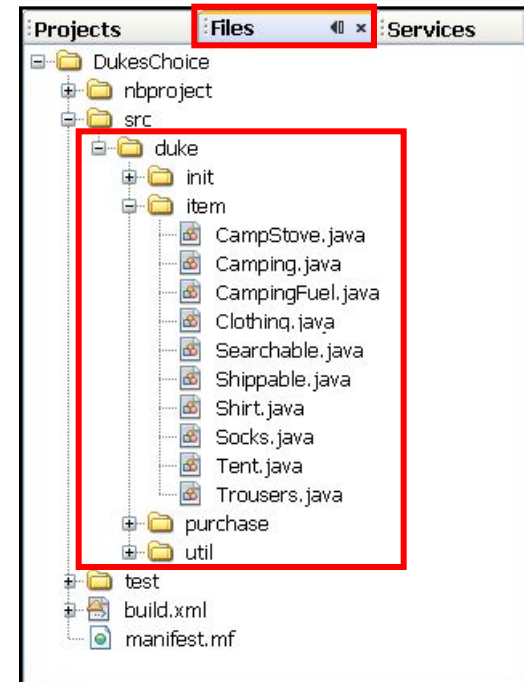 Projects Files Services
DukesChoice
nbproject
src
duke
init
item
CampStove.java
Camping.java
CampingFuel.java
Clothing.java
Searchable.java
Shippable.java
Shirt.java
Socks.java
Tent.java
Trousers.java
purchase
util
test
build.xml
manifest.mf